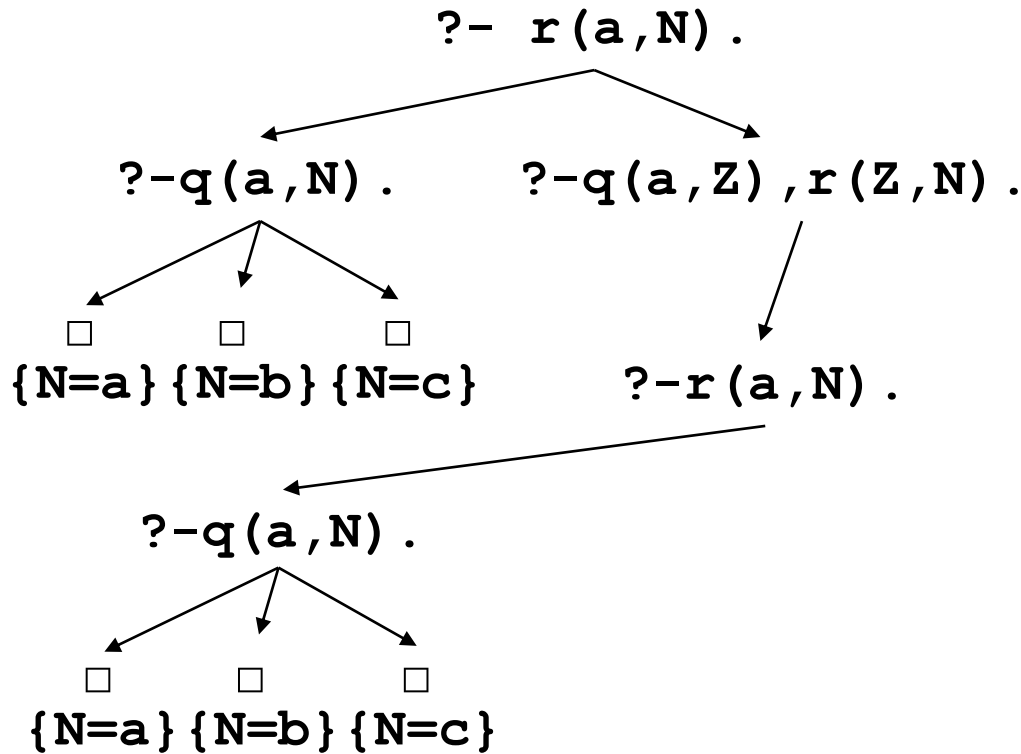 ?- r(a,N).
?-q(a,N). ?-q(a,Z),r(Z,N).
□ □ □
{N=a}{N=b}{N=c} ?-r(a,N).
?-q(a,N).
□ □ □
{N=a}{N=b}{N=c}